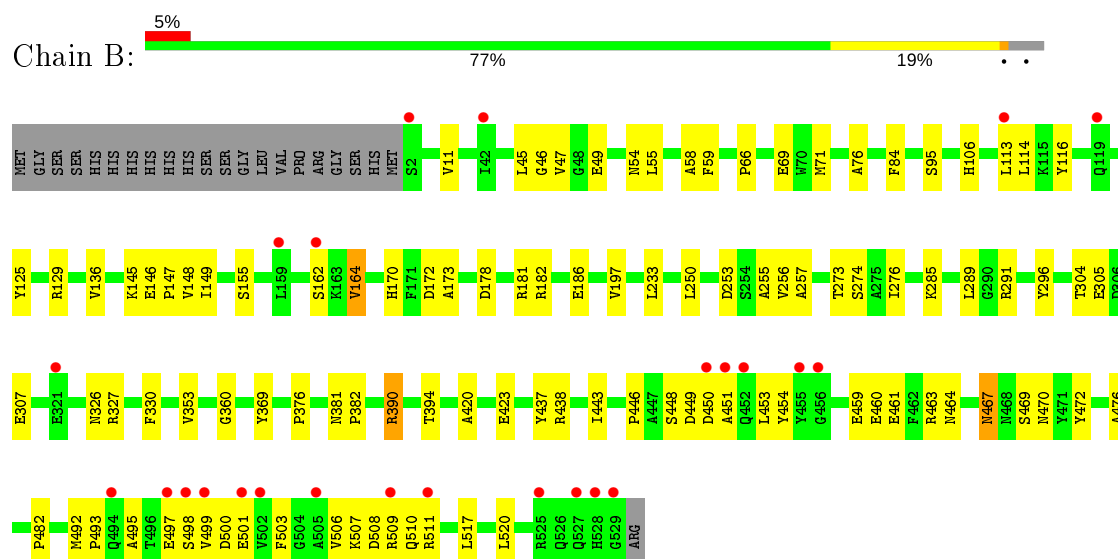 5%
Chain B:
77% 19% • •
MET GLY SER SER HIS HIS HIS HIS HIS HIS SER SER GLY LEU VAL PRO ARG GLY SER HIS MET S2 V11 I42 L45 G46 V47 G48 E49 N54 L55 A58 F59 P66 E69 W70 M71 A76 F84 S95 H106 L113 L114 K115 Y116 Q119
Y125 R129 V136 K145 E146 P147 V148 I149 S155 L159 S162 K163 V164 H170 F171 D172 A173 D178 R181 R182 E186 V197 L233 L250 D253 S254 A255 V256 A257 T273 S274 A275 I276 K285 L289 G290 R291 Y296 T304 E305 D306
E307 E321 N326 R327 F330 V353 G360 Y369 P376 N381 P382 R390 T394 A420 E423 Y437 R438 I443 P446 A447 S448 D449 D450 A451 Q452 L453 Y454 Y455 G456 E459 E460 E461 F462 R463 N464 N467 N468 S469 N470 Y471 Y472 A476
P482 M492 P493 Q494 A495 T496 E497 S498 V499 D500 E501 V502 F503 G504 A505 V506 K507 D508 R509 Q510 R511 L517 L520 R525 Q526 Q527 H528 G529 ARG